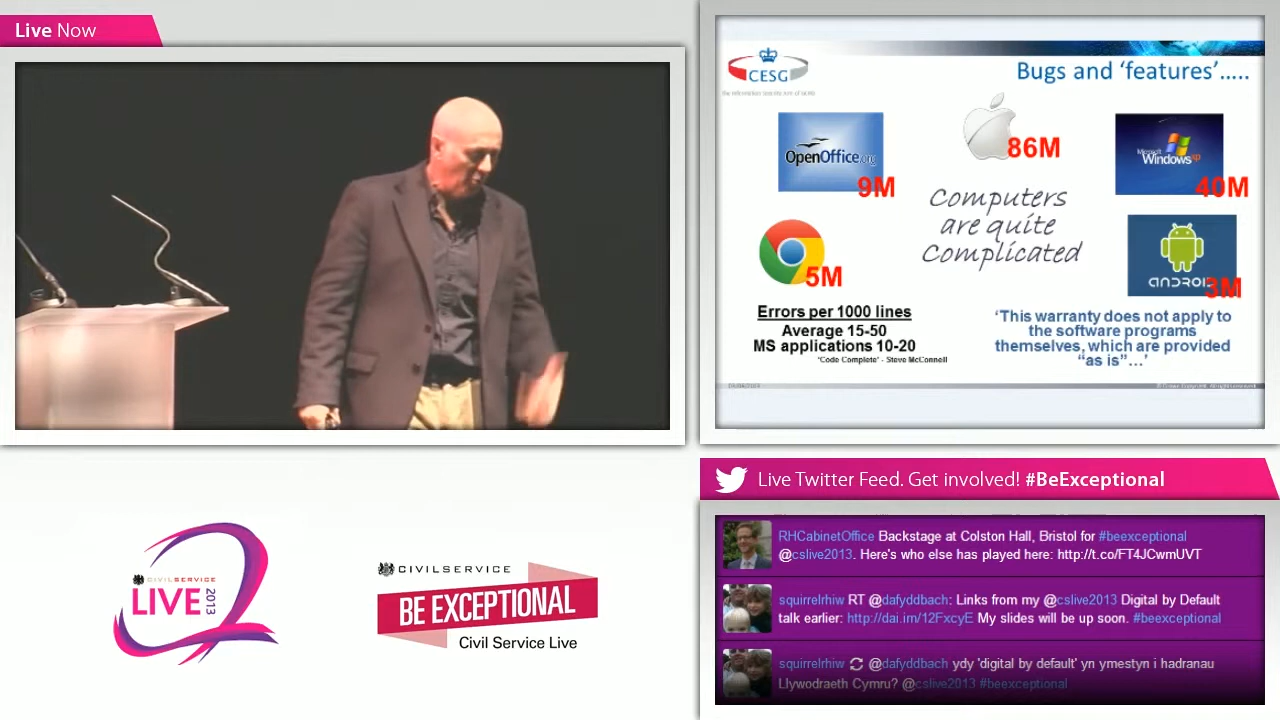 Live Now
CESG
Bugs and ‘features’.....
OpenOffice.org
9M
86M
Microsoft
Windows xp
40M
Computers
are quite
Complicated
5M
ANDROID
3M
Errors per 1000 lines
Average 15-50
MS applications 10-20
‘Code Complete’ - Steve McConnell
‘This warranty does not apply to
the software programs
themselves, which are provided
“as is”...’
Live Twitter Feed. Get involved! #BeExceptional
RHCabinetOffice Backstage at Colston Hall, Bristol for #beexceptional
@cslive2013. Here's who else has played here: http://t.co/FT4JCwmUVT
squirrelrhiw RT @dafyddbach: Links from my @cslive2013 Digital by Default
talk earlier: http://dai.im/12FxcyE My slides will be up soon. #beexceptional
squirrelrhiw @dafyddbach ydy 'digital by default' yn ymestyn i hadranau
Llywodraeth Cymru? @cslive2013 #beexceptional
CIVILSERVICE
LIVE 2013
CIVILSERVICE
BE EXCEPTIONAL
Civil Service Live